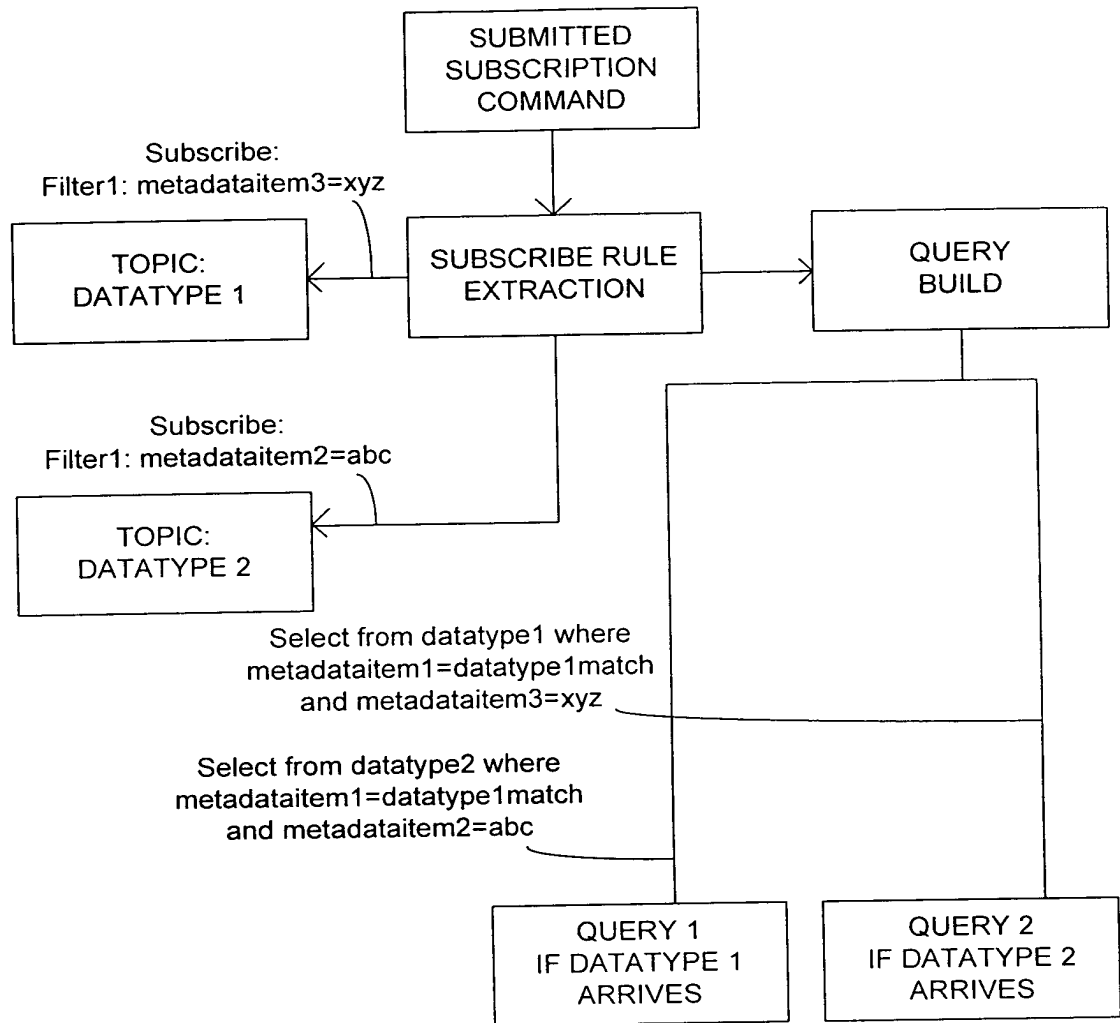 SUBMITTED
SUBSCRIPTION
COMMAND
Subscribe:
Filter1: metadataitem3=xyz
TOPIC:
DATATYPE 1
SUBSCRIBE RULE
EXTRACTION
QUERY
BUILD
Subscribe:
Filter1: metadataitem2=abc
TOPIC:
DATATYPE 2
Select from datatype1 where
metadataitem1=datatype1match
and metadataitem3=xyz
Select from datatype2 where
metadataitem1=datatype1match
and metadataitem2=abc
QUERY 1
IF DATATYPE 1
ARRIVES
QUERY 2
IF DATATYPE 2
ARRIVES